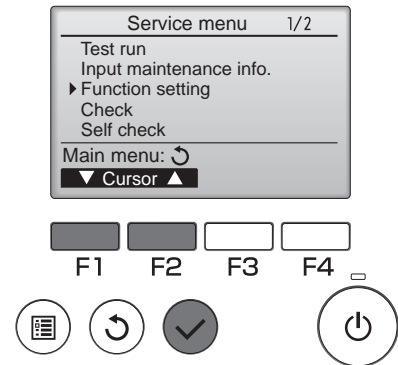 Service menu 1/2
Test run
Input maintenance info.
Function setting
Check
Self check
Main menu:
▼ Cursor ▲
F1 F2 F3 F4